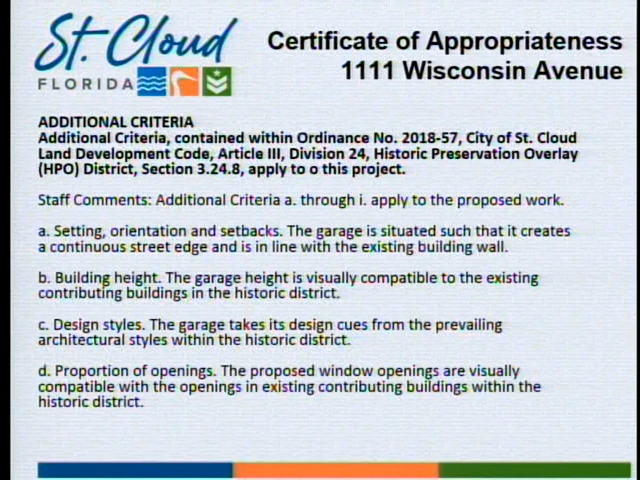 St. Cloud
FLORIDA
Certificate of Appropriateness
1111 Wisconsin Avenue
ADDITIONAL CRITERIA
Additional Criteria, contained within Ordinance No. 2018-57, City of St. Cloud
Land Development Code, Article III, Division 24, Historic Preservation Overlay
(HPO) District, Section 3.24.8, apply to o this project.
Staff Comments: Additional Criteria a. through i. apply to the proposed work.
a. Setting, orientation and setbacks. The garage is situated such that it creates
a continuous street edge and is in line with the existing building wall.
b. Building height. The garage height is visually compatible to the existing
contributing buildings in the historic district.
c. Design styles. The garage takes its design cues from the prevailing
architectural styles within the historic district.
d. Proportion of openings. The proposed window openings are visually
compatible with the openings in existing contributing buildings within the
historic district.